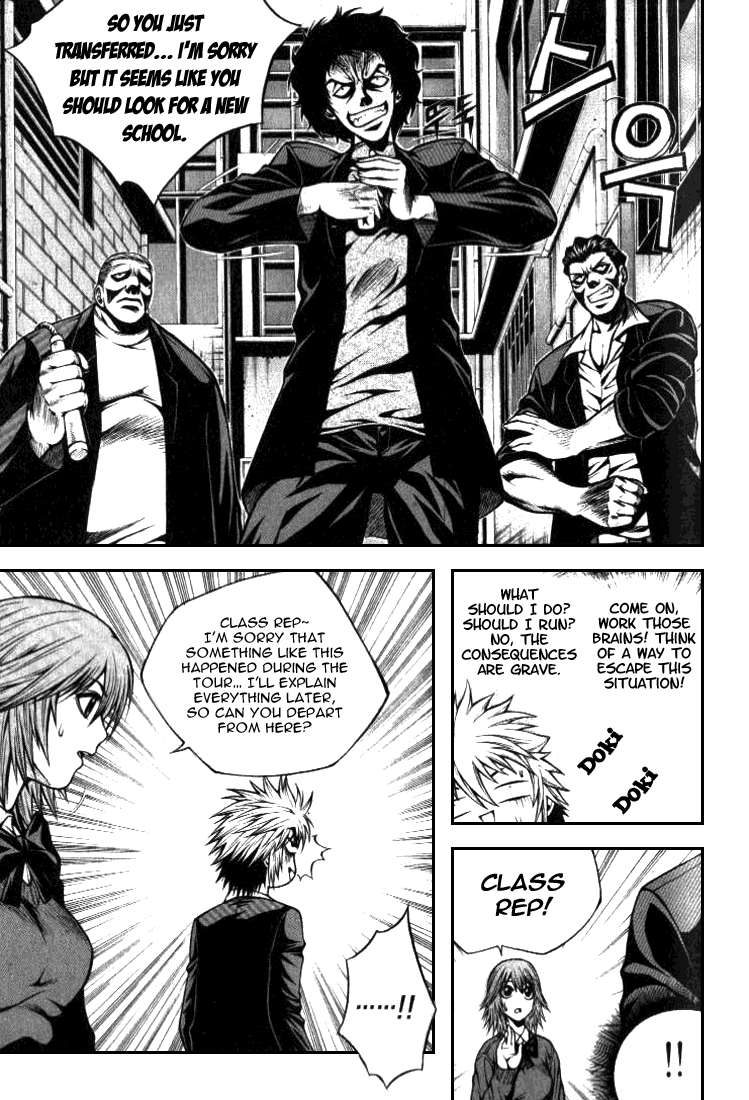 SO YOU JUST
TRANSFERRED... I'M SORRY
BUT IT SEEMS LIKE YOU
SHOULD LOOK FOR A NEW
SCHOOL.
스윽
COME ON,
WORK THOSE
BRAINS! THINK
OF A WAY TO
ESCAPE THIS
SITUATION!
WHAT
SHOULD I DO?
SHOULD I RUN?
NO, THE
CONSEQUENCES
ARE GRAVE.
DOKI
DOKI
CLASS
REP!
!!
CLASS REP~
I'M SORRY THAT
SOMETHING LIKE THIS
HAPPENED DURING THE
TOUR... I'LL EXPLAIN
EVERYTHING LATER,
SO CAN YOU DEPART
FROM HERE?
......!!